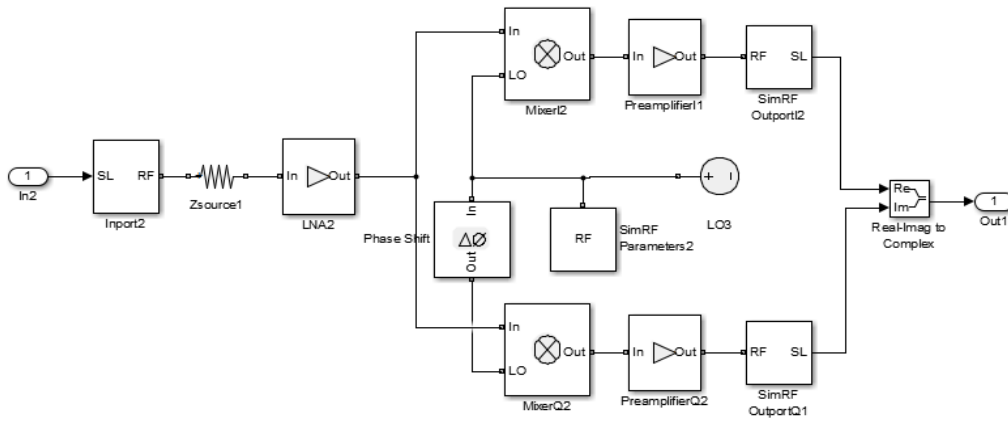 In
Out
LO
MixerI2
In
Out
PreamplifierI1
RF
SL
SimRF
OutportI2
1
In2
SL
RF
Inport2
Zsource1
In
Out
LNA2
Phase Shift
In
Out
ΔØ
RF
SimRF
Parameters2
+
LO3
Re
Im
Real-Imag to
Complex
1
Out1
In
Out
LO
MixerQ2
In
Out
PreamplifierQ2
RF
SL
SimRF
OutportQ1